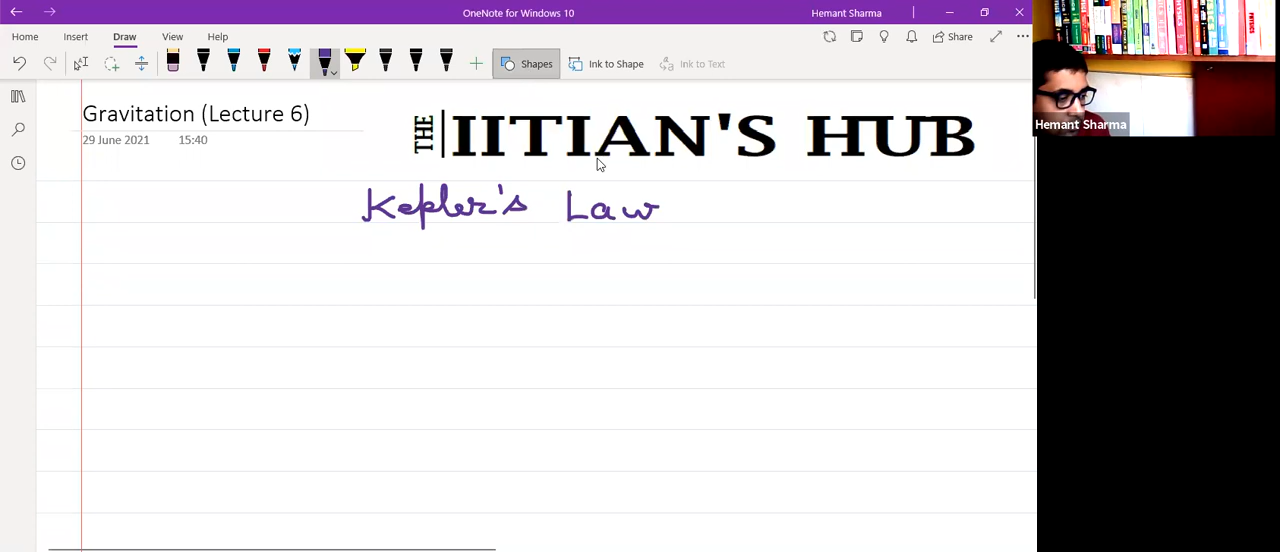 OneNote for Windows 10
Hemant Sharma
Home Insert Draw View Help
Share
Shapes Ink to Shape Ink to Text
Gravitation (Lecture 6)
29 June 2021 15:40
THE IITIAN'S HUB
Kepler's Law
Hemant Sharma